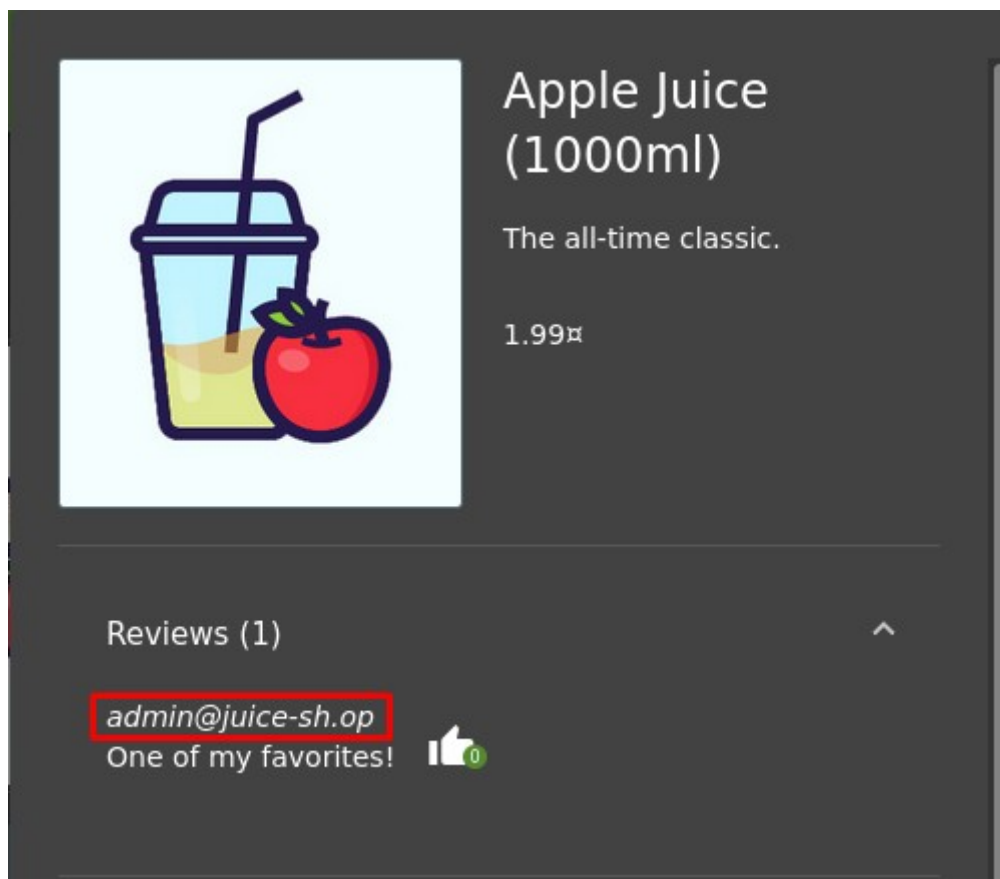 Apple Juice
(1000ml)
The all-time classic.
1.99¤
Reviews (1)
admin@juice-sh.op
One of my favorites!
0